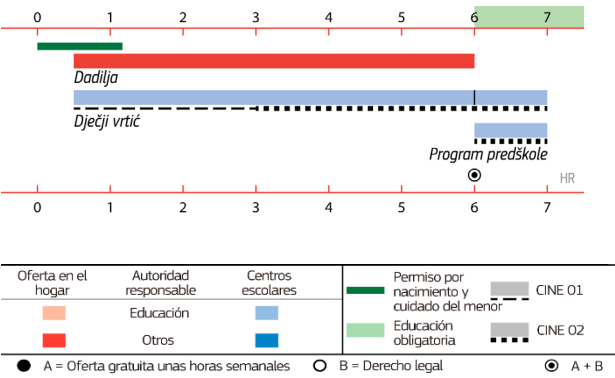 0 1 2 3 4 5 6 7
Dadilja
Dječji vrtić
Program predškole
HR
0 1 2 3 4 5 6 7
Oferta en el hogar
Autoridad responsable
Centros escolares
Educación
Otros
Permiso por nacimiento y cuidado del menor
Educación obligatoria
CINE 01
CINE 02
A = Oferta gratuita unas horas semanales
B = Derecho legal
A + B